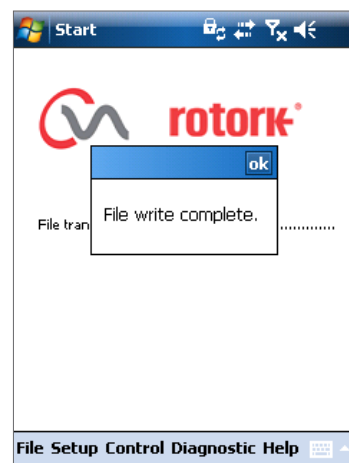 Start
rotork
ok
File write complete.
File tran .............
File Setup Control Diagnostic Help